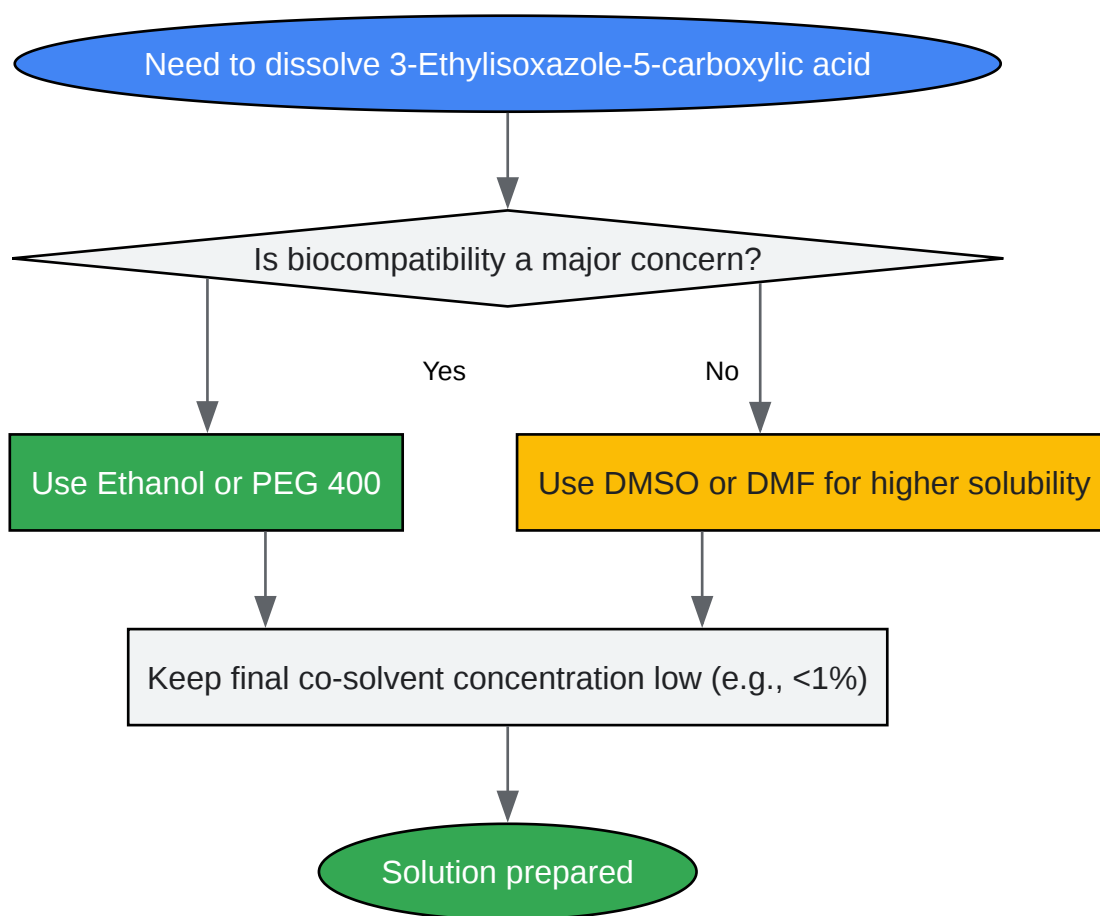 Need to dissolve 3-Ethylisoxazole-5-carboxylic acid
Is biocompatibility a major concern?
Yes
No
Use Ethanol or PEG 400
Use DMSO or DMF for higher solubility
Keep final co-solvent concentration low (e.g., <1%)
Solution prepared